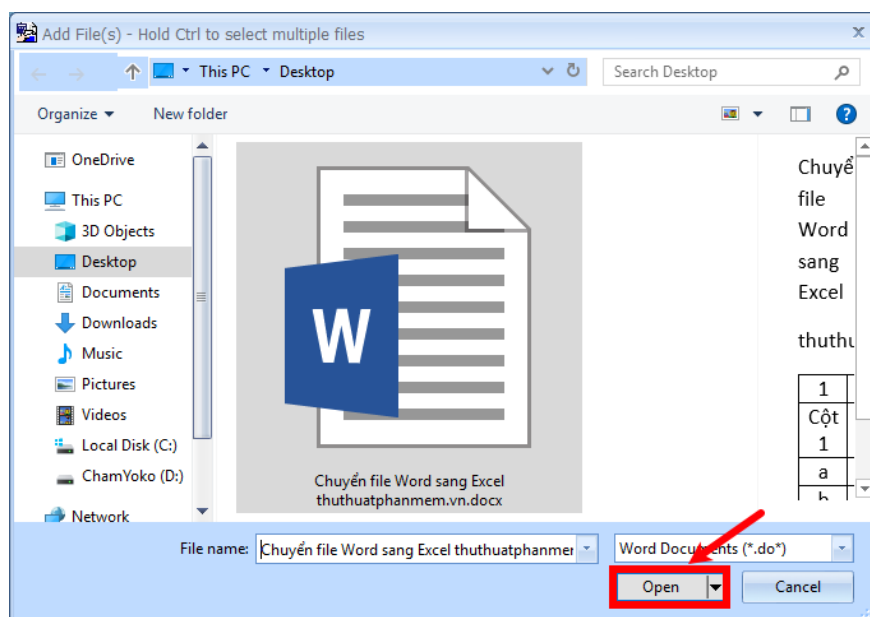 Add File(s) - Hold Ctrl to select multiple files
This PC
Desktop
Search Desktop
Organize
New folder
OneDrive
This PC
3D Objects
Desktop
Documents
Downloads
Music
Pictures
Videos
Local Disk (C:)
ChamYoko (D:)
Network
W
Chuyển file Word sang Excel
thuthuatphanmem.vn.docx
Chuyể
file
Word
sang
Excel
thuthu
1
Cột
1
a
b
File name:
Chuyển file Word sang Excel thuthuatphanmer
Word Documents (*.do*)
Open
Cancel